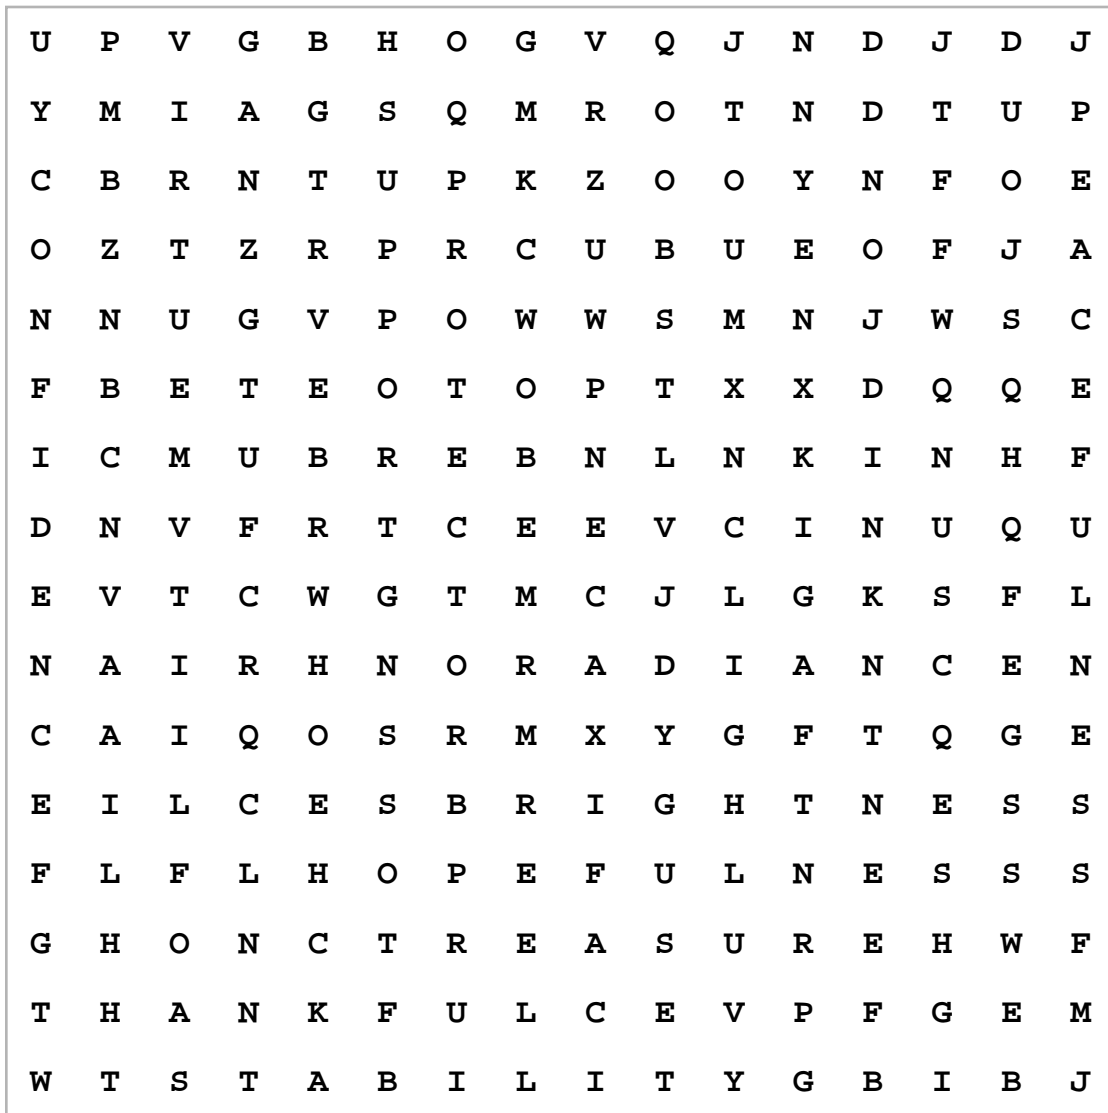 U P V G B H O G V Q J N D J D J
Y M I A G S Q M R O T N D T U P
C B R N T U P K Z O O Y N F O E
O Z T Z R P R C U B U E O F J A
N N U G V P O W W S M N J W S C
F B E T E O T O P T X X D Q Q E
I C M U B R E B N L N K I N H F
D N V F R T C E E V C I N U Q U
E V T C W G T M C J L G K S F L
N A I R H N O R A D I A N C E N
C A I Q O S R M X Y G F T Q G E
E I L C E S B R I G H T N E S S
F L F L H O P E F U L N E S S S
G H O N C T R E A S U R E H W F
T H A N K F U L C E V P F G E M
W T S T A B I L I T Y G B I B J